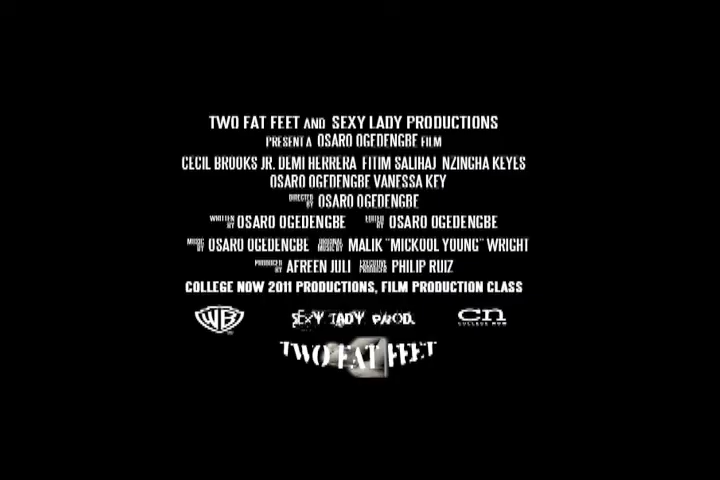 TWO FAT FEET AND SEXY LADY PRODUCTIONS
PRESENT A OSARO OGEDENGBE FILM
CECIL BROOKS JR. DEMI HERRERA FITIM SALIHAJ NZINGHA KEYES
OSARO OGEDENGBE VANESSA KEY
DIRECTED BY OSARO OGEDENGBE
WRITTEN BY OSARO OGEDENGBE EDITED BY OSARO OGEDENGBE
MUSIC BY OSARO OGEDENGBE ORIGINAL MUSIC BY MALIK "MICKOOL YOUNG" WRIGHT
PRODUCED BY AFREEN JULI EXECUTIVE PRODUCER PHILIP RUIZ
COLLEGE NOW 2011 PRODUCTIONS, FILM PRODUCTION CLASS
WB SEXY LADY PROD. cn
COLLEGE NOW
TWO FAT FEET